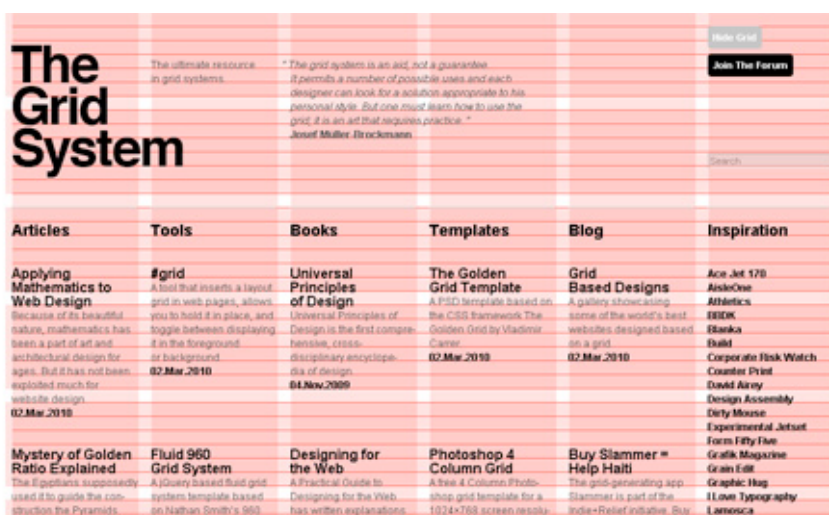 The
Grid
System
The ultimate resource
in grid systems.
" The grid system is an aid, not a guarantee.
It permits a number of possible uses and each
designer can look for a solution appropriate to his
personal style. But one must learn how to use the
grid; it is an art that requires practice. "
Josef Müller-Brockmann
Hide Grid
Join The Forum
Search
Articles
Applying
Mathematics to
Web Design
Because of its beautiful
nature, mathematics has
been a part of art and
architectural design for
ages. But it has not been
exploited much for
website design.
02.Mar.2010
Mystery of Golden
Ratio Explained
The Egyptians supposedly
used it to guide the con-
struction the Pyramids.
Tools
#grid
A tool that inserts a layout
grid in web pages, allows
you to hold it in place, and
toggle between displaying
it in the foreground
or background
02.Mar.2010
Fluid 960
Grid System
A jQuery based fluid grid
system template based
on Nathan Smith's 960
Books
Universal
Principles
of Design
Universal Principles of
Design is the first compre-
hensive, cross-
disciplinary encyclope-
dia of design.
04.Nov.2009
Designing for
the Web
A Practical Guide to
Designing for the Web
has written explanations
Templates
The Golden
Grid Template
A PSD template based on
the CSS framework The
Golden Grid by Vladimir
Carrer
02.Mar.2010
Photoshop 4
Column Grid
A free 4 Column Photo-
shop grid template for a
1024×768 screen resolu-
Blog
Grid
Based Designs
A gallery showcasing
some of the world's best
websites designed based
on a grid
02.Mar.2010
Buy Slammer =
Help Haiti
The grid-generating app
Slammer is part of the
Indie+Relief initiative. Buy
Inspiration
Ace Jet 170
AisleOne
Athletics
BBDK
Blanka
Build
Corporate Risk Watch
Counter Print
David Airey
Design Assembly
Dirty Mouse
Experimental Jetset
Form Fifty Five
Grafik Magazine
Grain Edit
Graphic Hug
I Love Typography
Lamosca